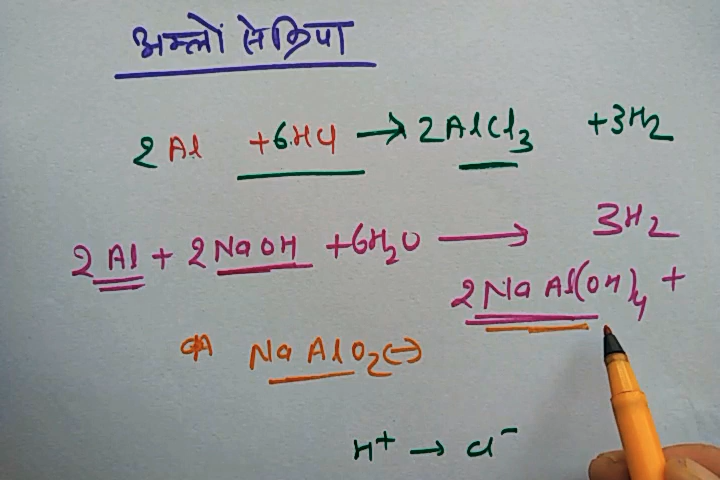 अम्लों से क्रिया
2Al +6HCl → 2AlCl3 +3H2
2Al + 2NaOH +6H2O → 3H2
2NaAl(OH)4 +
NaAlO2
H+ → Cl-